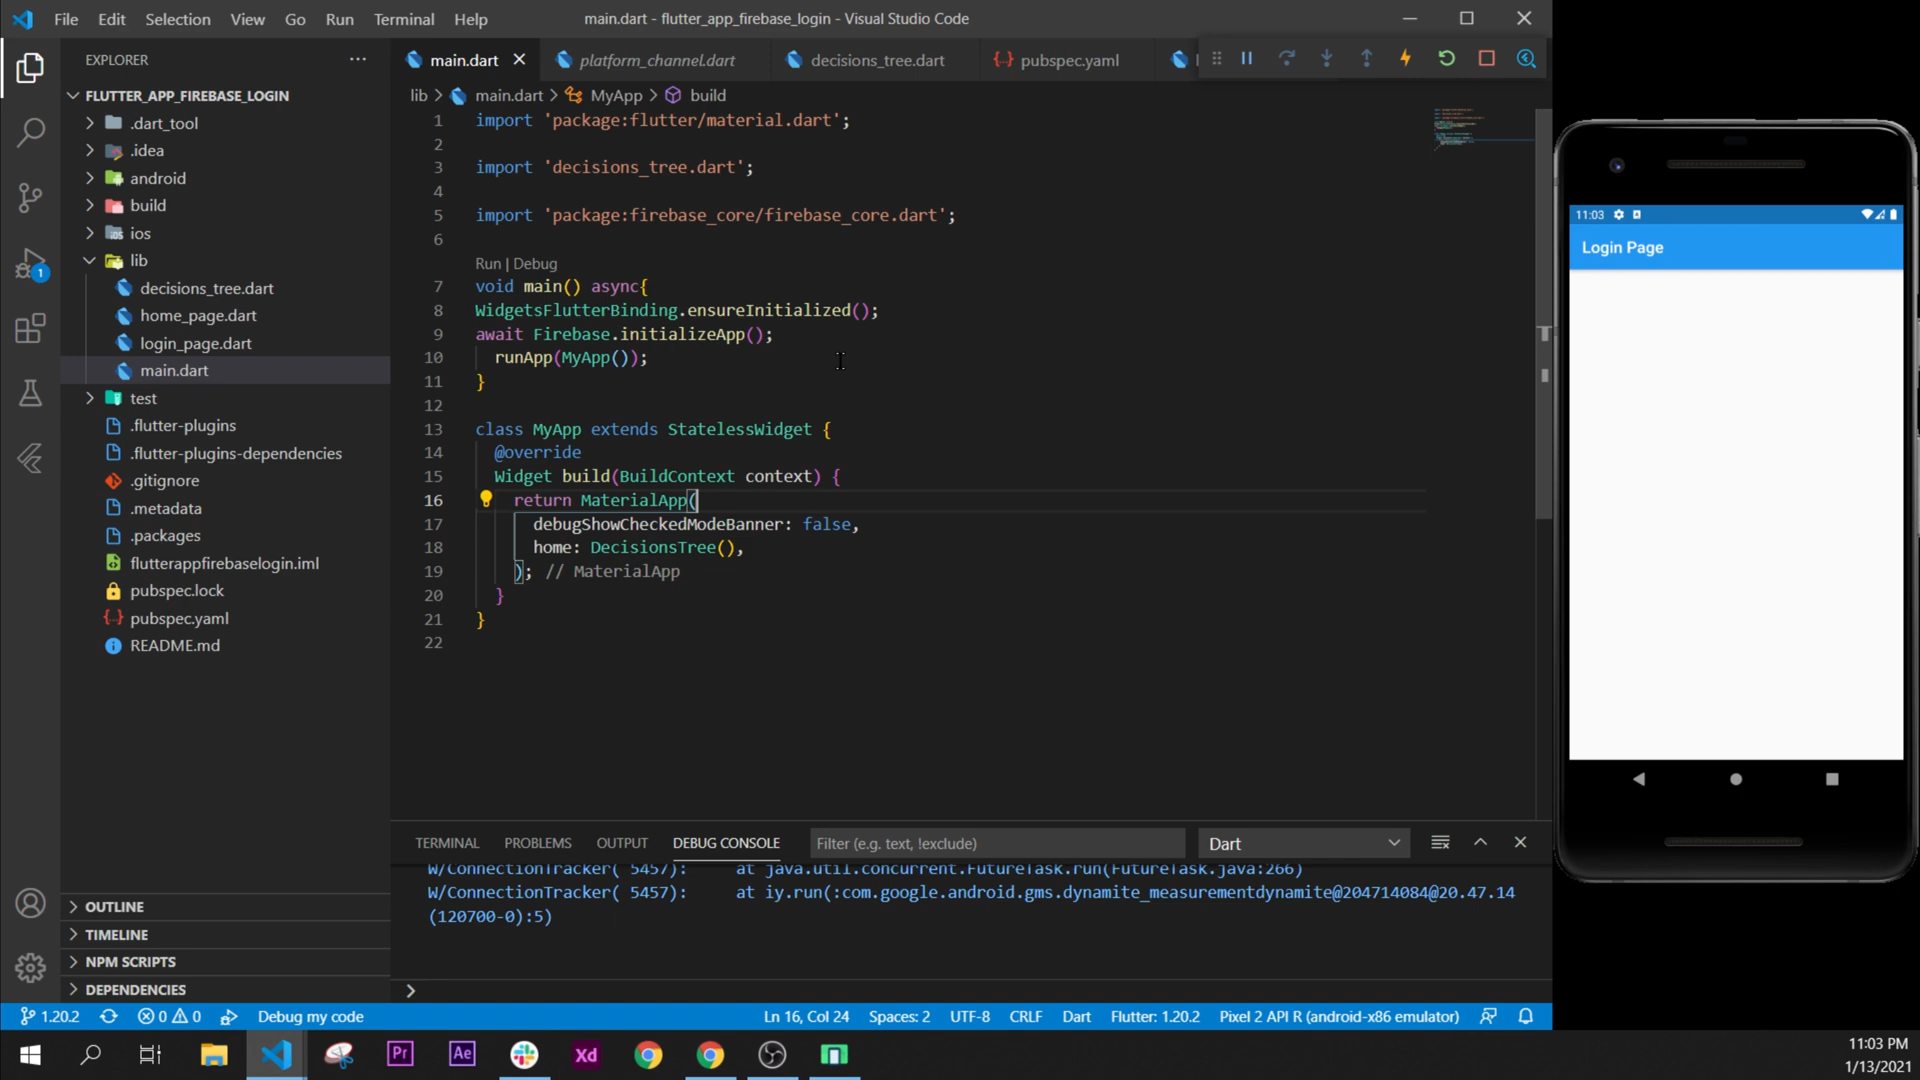 File Edit Selection View Go Run Terminal Help
main.dart - flutter_app_firebase_login - Visual Studio Code
EXPLORER
FLUTTER_APP_FIREBASE_LOGIN
.dart_tool
.idea
android
build
ios
lib
decisions_tree.dart
home_page.dart
login_page.dart
main.dart
test
.flutter-plugins
.flutter-plugins-dependencies
.gitignore
.metadata
.packages
flutterappfirebaselogin.iml
pubspec.lock
pubspec.yaml
README.md
OUTLINE
TIMELINE
NPM SCRIPTS
DEPENDENCIES
1
main.dart platform_channel.dart decisions_tree.dart pubspec.yaml
lib > main.dart > MyApp > build
1 import 'package:flutter/material.dart';
2
3 import 'decisions_tree.dart';
4
5 import 'package:firebase_core/firebase_core.dart';
6
Run | Debug
7 void main() async{
8 WidgetsFlutterBinding.ensureInitialized();
9 await Firebase.initializeApp();
10 runApp(MyApp());
11 }
12
13 class MyApp extends StatelessWidget {
14 @override
15 Widget build(BuildContext context) {
16 return MaterialApp(
17 debugShowCheckedModeBanner: false,
18 home: DecisionsTree(),
19 ); // MaterialApp
20 }
21 }
22
TERMINAL PROBLEMS OUTPUT DEBUG CONSOLE Filter (e.g. text, !exclude) Dart
W/ConnectionTracker( 5457): at java.util.concurrent.FutureTask.run(FutureTask.java:266)
W/ConnectionTracker( 5457): at iy.run(:com.google.android.gms.dynamite_measurementdynamite@204714084@20.47.14
(120700-0):5)
>
1.20.2 0 0 Debug my code Ln 16, Col 24 Spaces: 2 UTF-8 CRLF Dart Flutter: 1.20.2 Pixel 2 API R (android-x86 emulator)
11:03
Login Page
Pr Ae Xd
11:03 PM
1/13/2021